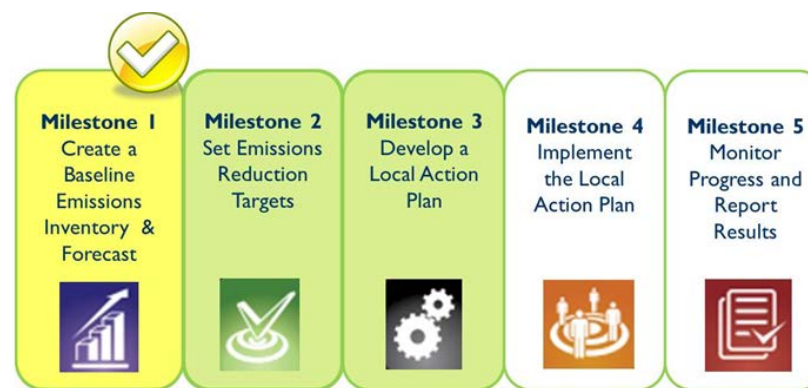 Milestone 1
Create a
Baseline
Emissions
Inventory &
Forecast
Milestone 2
Set Emissions
Reduction
Targets
Milestone 3
Develop a
Local Action
Plan
Milestone 4
Implement
the Local
Action Plan
Milestone 5
Monitor
Progress and
Report
Results